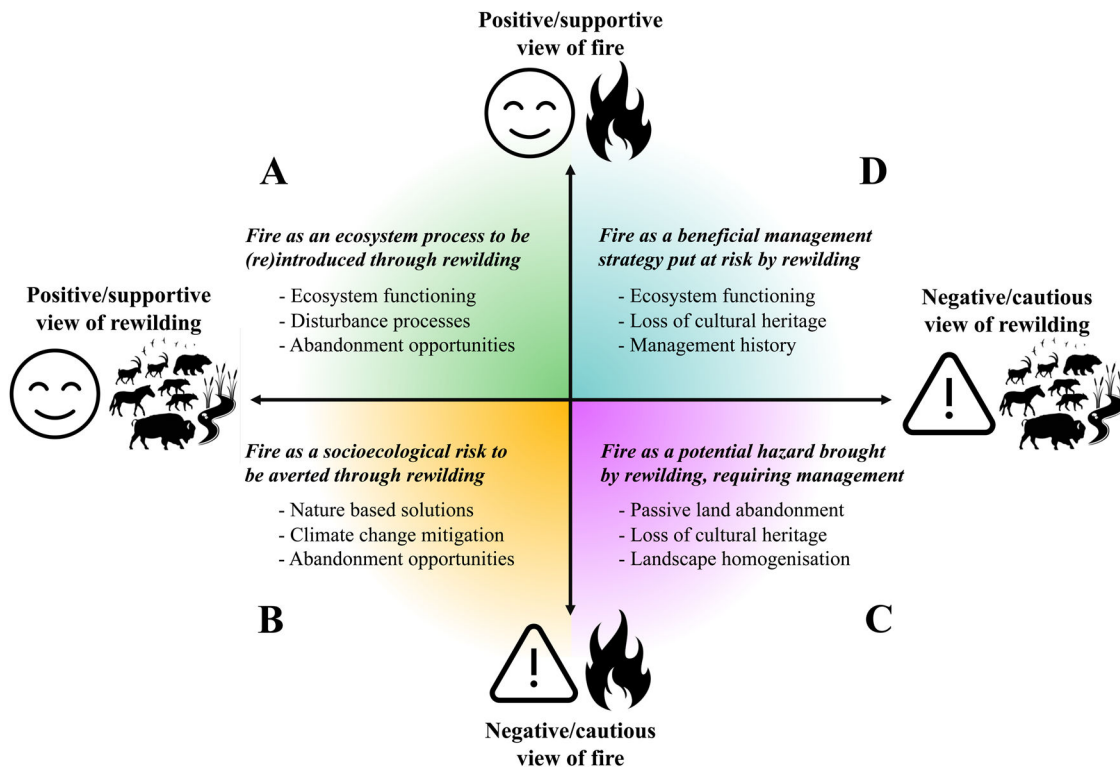 Positive/supportive
view of fire
A
D
Fire as an ecosystem process to be
(re)introduced through rewilding
- Ecosystem functioning
- Disturbance processes
- Abandonment opportunities
Fire as a beneficial management
strategy put at risk by rewilding
- Ecosystem functioning
- Loss of cultural heritage
- Management history
Positive/supportive
view of rewilding
Negative/cautious
view of rewilding
Fire as a socioecological risk to
be averted through rewilding
- Nature based solutions
- Climate change mitigation
- Abandonment opportunities
Fire as a potential hazard brought
by rewilding, requiring management
- Passive land abandonment
- Loss of cultural heritage
- Landscape homogenisation
B
C
Negative/cautious
view of fire